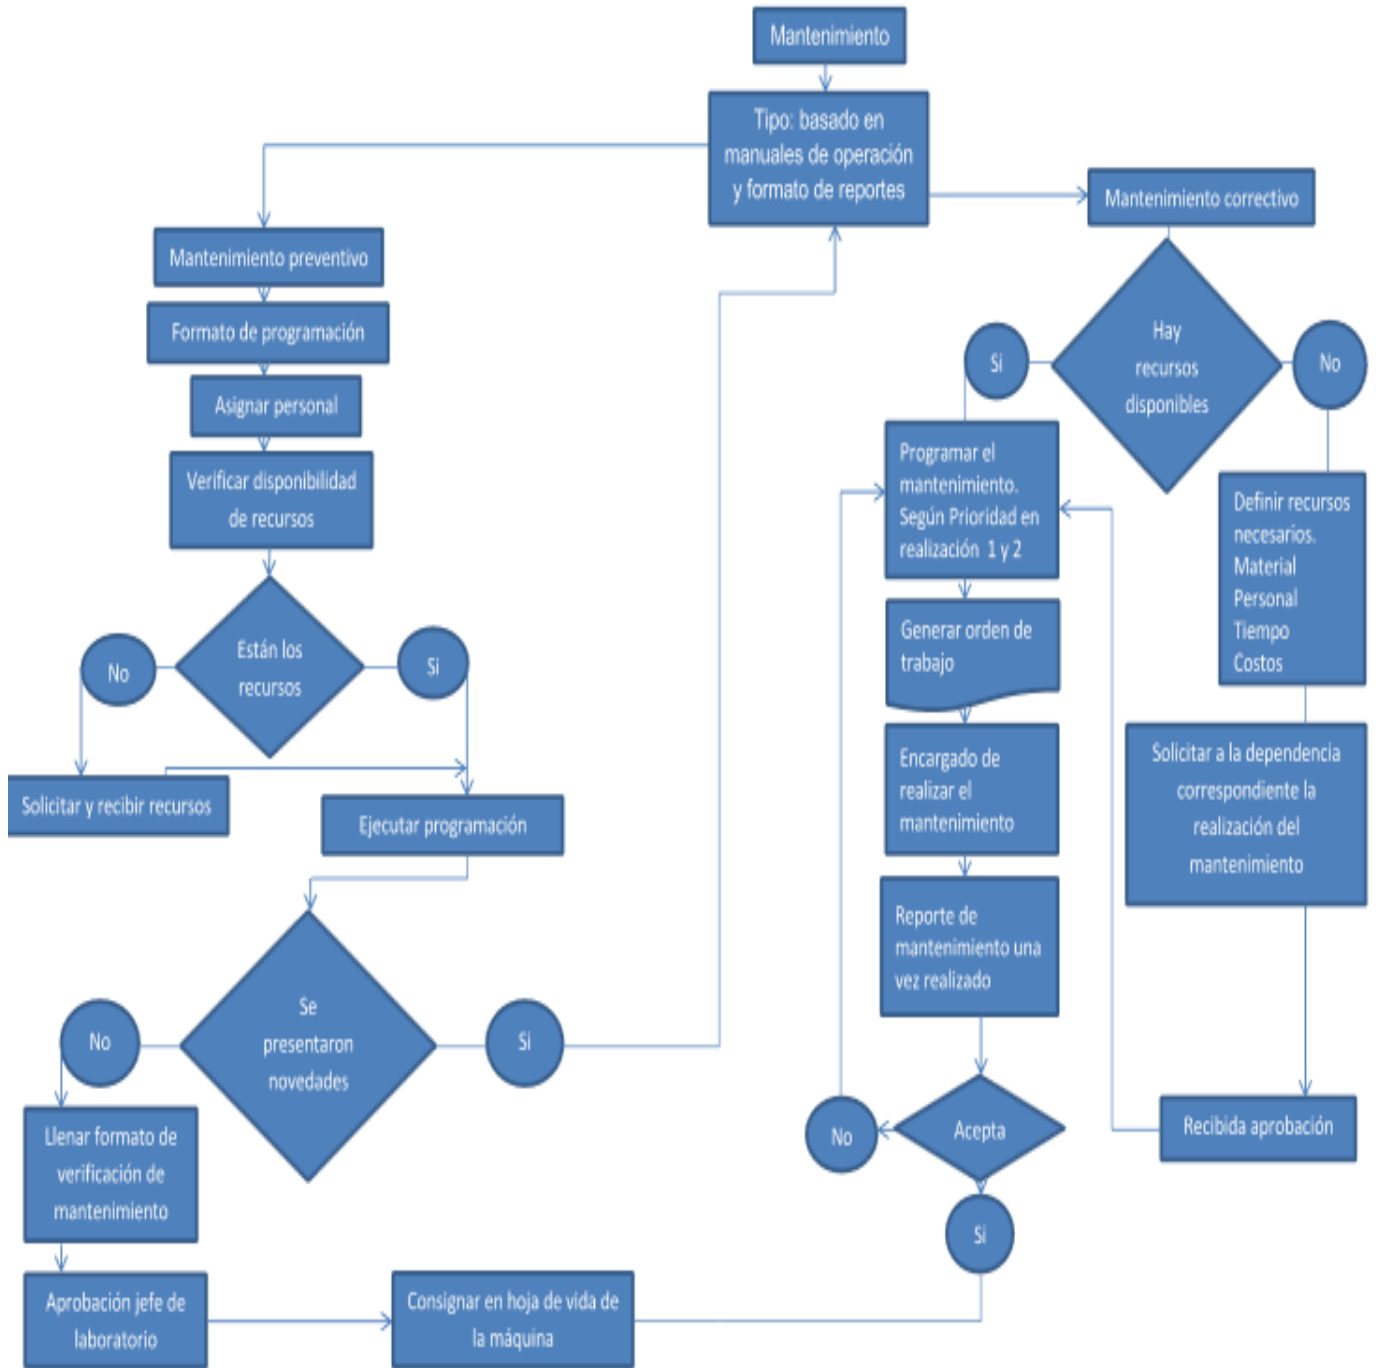 Mantenimiento
Tipo: basado en
manuales de operación
y formato de reportes
Mantenimiento preventivo
Formato de programación
Asignar personal
Verificar disponibilidad
de recursos
Están los
recursos
No
Si
Solicitar y recibir recursos
Ejecutar programación
Se
presentaron
novedades
No
Si
Llenar formato de
verificación de
mantenimiento
Aprobación jefe de
laboratorio
Consignar en hoja de vida de
la máquina
Mantenimiento correctivo
Hay
recursos
disponibles
Si
No
Programar el
mantenimiento.
Según Prioridad en
realización 1 y 2
Generar orden de
trabajo
Encargado de
realizar el
mantenimiento
Reporte de
mantenimiento una
vez realizado
Acepta
No
Si
Definir recursos
necesarios.
Material
Personal
Tiempo
Costos
Solicitar a la dependencia
correspondiente la
realización del
mantenimiento
Recibida aprobación